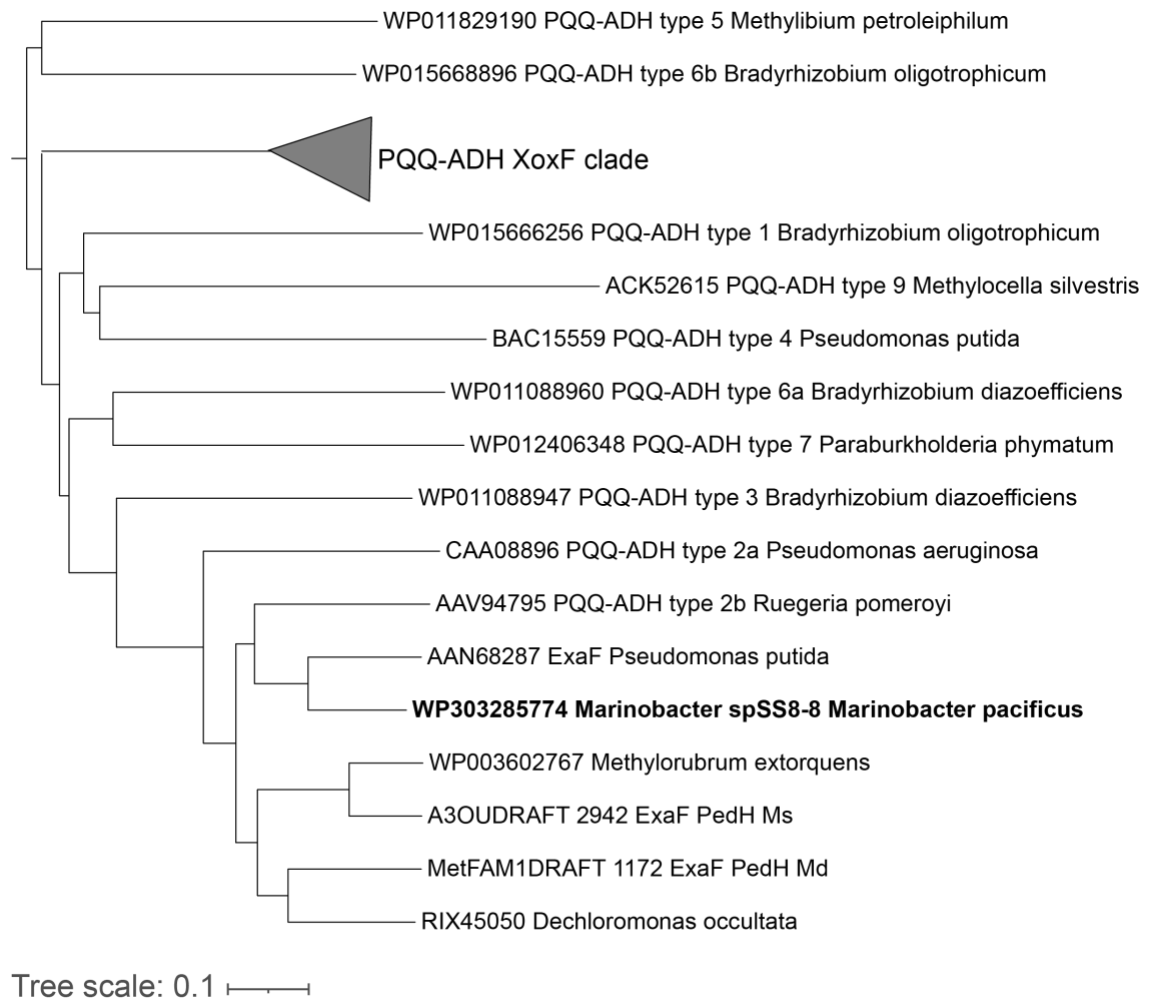 WP011829190 PQQ-ADH type 5 Methylibium petroleiphilum
WP015668896 PQQ-ADH type 6b Bradyrhizobium oligotrophicum
PQQ-ADH XoxF clade
WP015666256 PQQ-ADH type 1 Bradyrhizobium oligotrophicum
ACK52615 PQQ-ADH type 9 Methylocella silvestris
BAC15559 PQQ-ADH type 4 Pseudomonas putida
WP011088960 PQQ-ADH type 6a Bradyrhizobium diazoefficiens
WP012406348 PQQ-ADH type 7 Paraburkholderia phymatum
WP011088947 PQQ-ADH type 3 Bradyrhizobium diazoefficiens
CAA08896 PQQ-ADH type 2a Pseudomonas aeruginosa
AAV94795 PQQ-ADH type 2b Ruegeria pomeroyi
AAN68287 ExaF Pseudomonas putida
WP303285774 Marinobacter spSS8-8 Marinobacter pacificus
WP003602767 Methylorubrum extorquens
A3OUDRAFT 2942 ExaF PedH Ms
MetFAM1DRAFT 1172 ExaF PedH Md
RIX45050 Dechloromonas occultata
Tree scale: 0.1